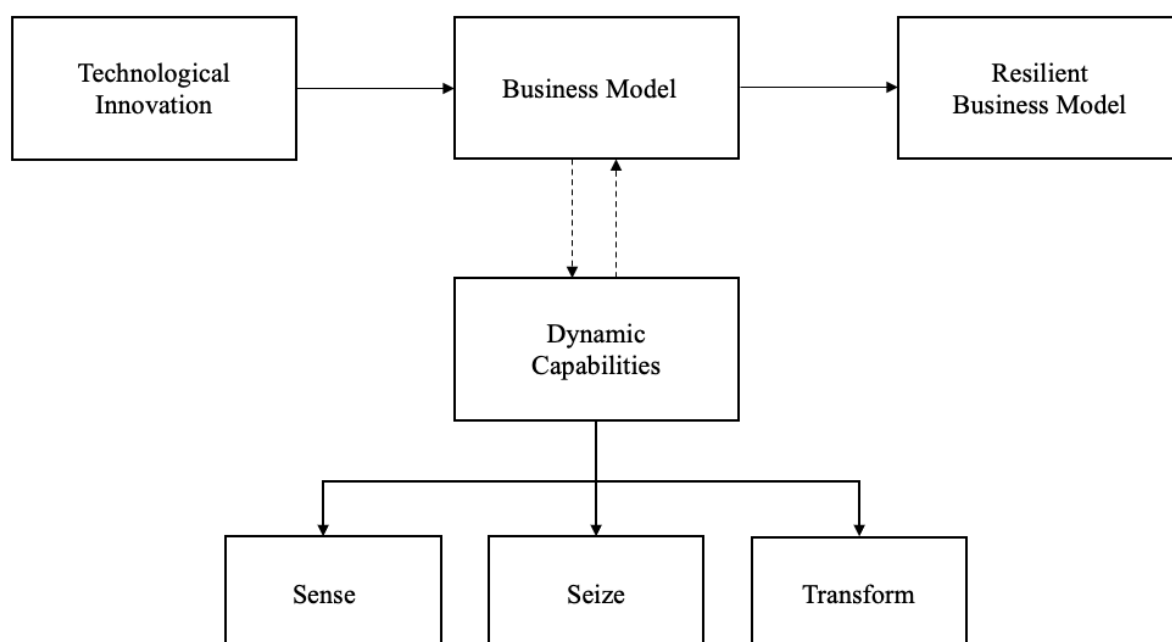 Technological
Innovation
Business Model
Resilient
Business Model
Dynamic
Capabilities
Sense
Seize
Transform